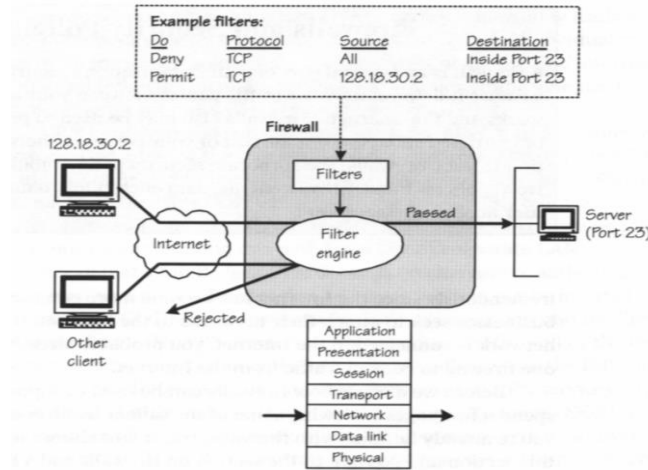 Example filters:
Do Protocol Source Destination
Deny TCP All Inside Port 23
Permit TCP 128.18.30.2 Inside Port 23
Firewall
128.18.30.2
Filters
Passed
Server
(Port 23)
Internet
Filter
engine
Rejected
Other
client
Application
Presentation
Session
Transport
Network
Data link
Physical